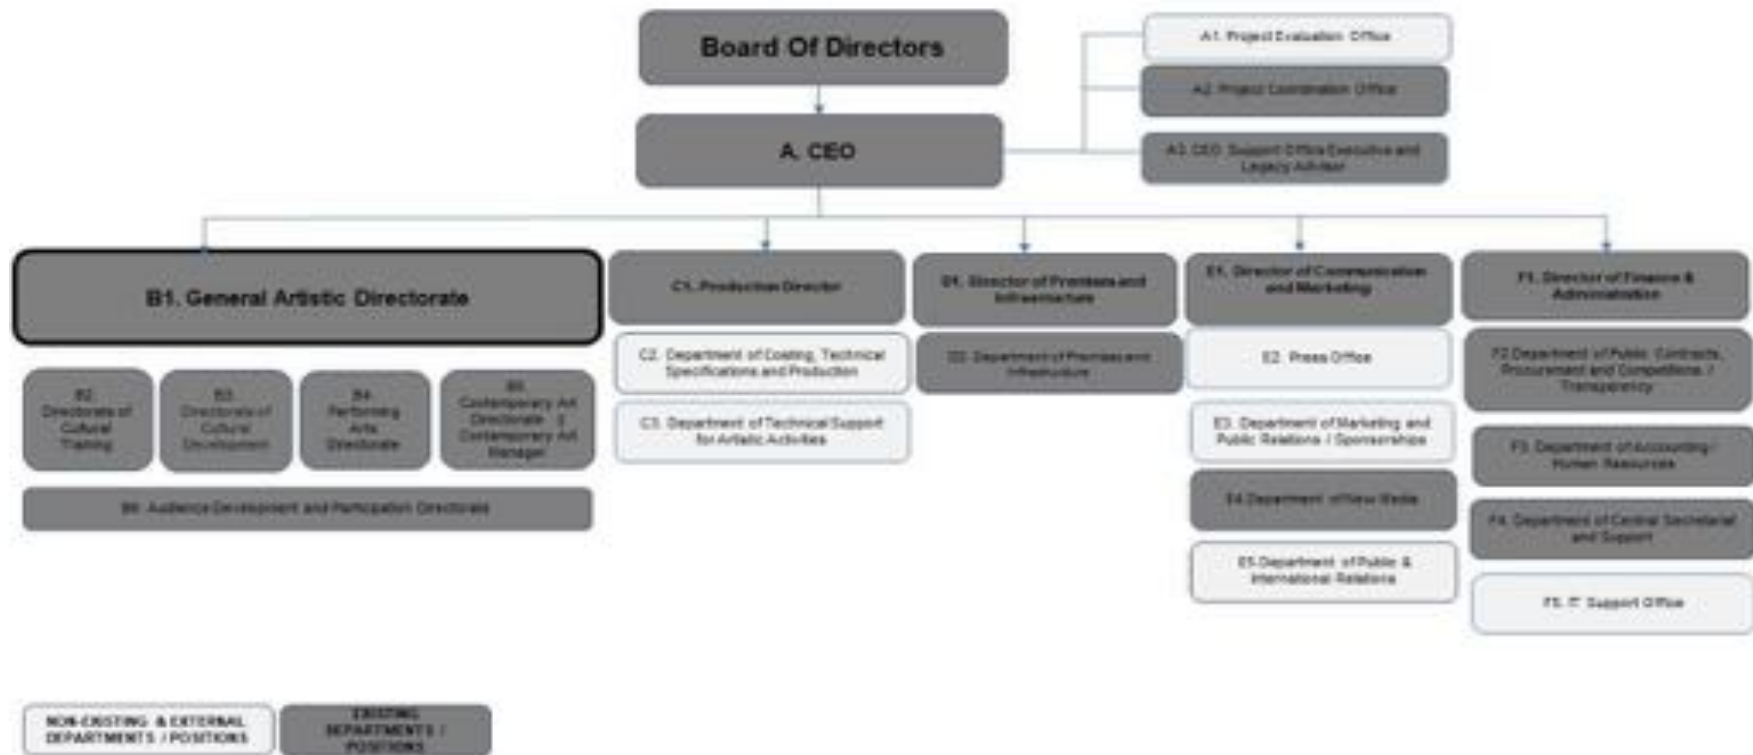 Board Of Directors
A. CEO
A1. Project Evaluation Office
A2. Project Coordination Office
A3. CEO Support Office Executive and
Legacy Advisor
B1. General Artistic Directorate
B2.
Directorate of
Cultural
Training
B3.
Directorate of
Cultural
Development
B4.
Performing
Arts
Directorate
B5.
Contemporary Art
Directorate
Contemporary Art
Manager
B6. Audience Development and Participation Directorate
C1. Production Director
C2. Department of Costing, Technical
Specifications and Production
C3. Department of Technical Support
for Artistic Activities
D1. Director of Premises and
Infrastructure
D2. Department of Premises and
Infrastructure
E1. Director of Communication
and Marketing
E2. Press Office
E3. Department of Marketing and
Public Relations / Sponsorships
E4.Department of New Media
E5.Department of Public &
International Relations
F1. Director of Finance &
Administration
F2.Department of Public Contracts,
Procurement and Competitions /
Transparency
F3. Department of Accounting /
Human Resources
F4. Department of Central Secretariat
and Support
F5. IT Support Office
NON-EXISTING & EXTERNAL
DEPARTMENTS / POSITIONS
EXISTING
DEPARTMENTS /
POSITIONS